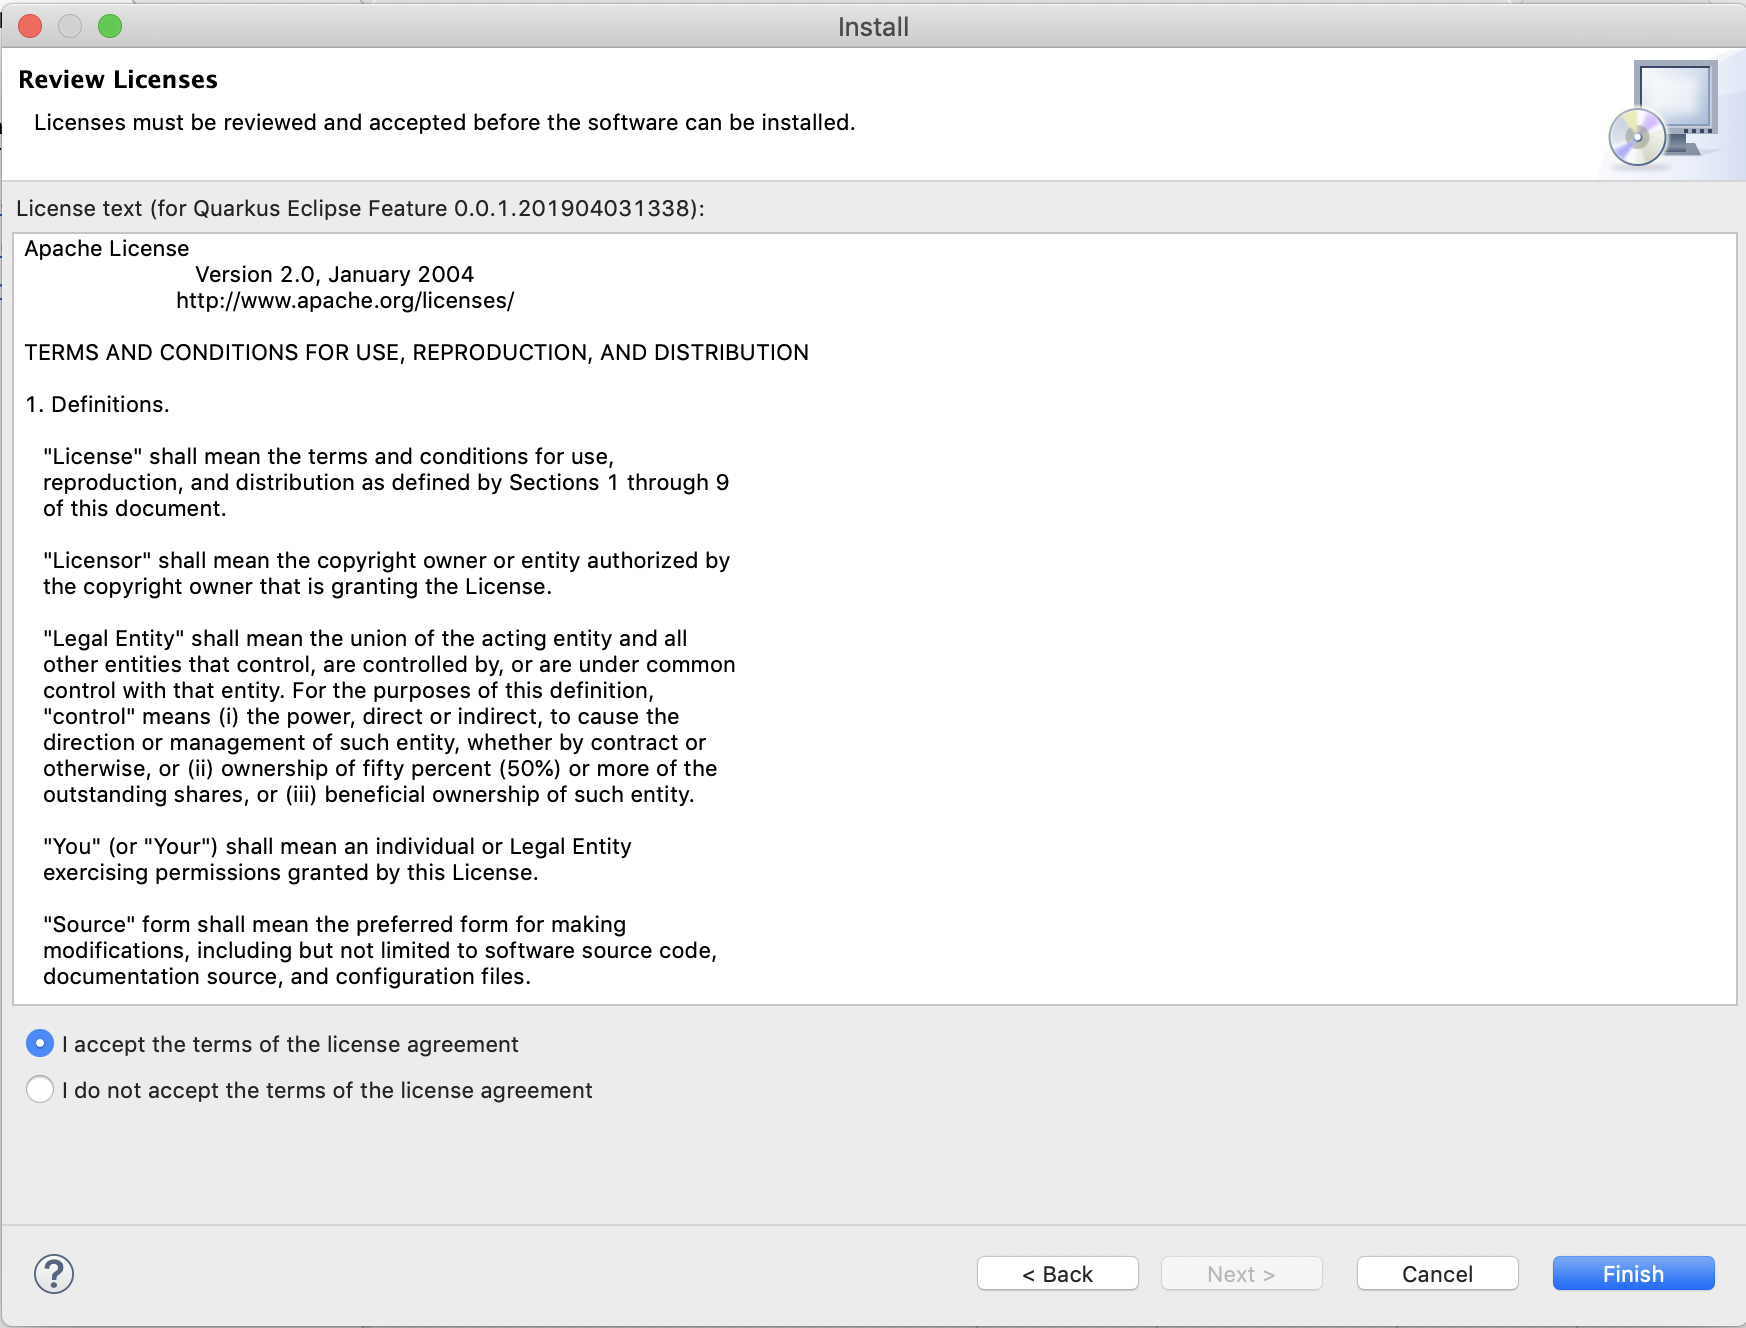 Install
Review Licenses
Licenses must be reviewed and accepted before the software can be installed.
License text (for Quarkus Eclipse Feature 0.0.1.201904031338):
Apache License
Version 2.0, January 2004
http://www.apache.org/licenses/
TERMS AND CONDITIONS FOR USE, REPRODUCTION, AND DISTRIBUTION
1. Definitions.
"License" shall mean the terms and conditions for use,
reproduction, and distribution as defined by Sections 1 through 9
of this document.
"Licensor" shall mean the copyright owner or entity authorized by
the copyright owner that is granting the License.
"Legal Entity" shall mean the union of the acting entity and all
other entities that control, are controlled by, or are under common
control with that entity. For the purposes of this definition,
"control" means (i) the power, direct or indirect, to cause the
direction or management of such entity, whether by contract or
otherwise, or (ii) ownership of fifty percent (50%) or more of the
outstanding shares, or (iii) beneficial ownership of such entity.
"You" (or "Your") shall mean an individual or Legal Entity
exercising permissions granted by this License.
"Source" form shall mean the preferred form for making
modifications, including but not limited to software source code,
documentation source, and configuration files.
I accept the terms of the license agreement
I do not accept the terms of the license agreement
?
< Back
Next >
Cancel
Finish